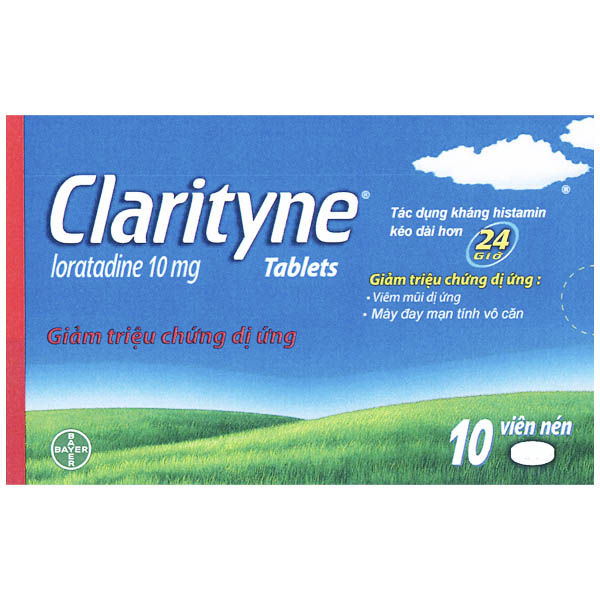 Clarityne®
loratadine 10 mg Tablets
Giảm triệu chứng dị ứng
®
Tác dụng kháng histamin
kéo dài hơn 24
Giờ
Giảm triệu chứng dị ứng :
• Viêm mũi dị ứng
• Mày đay mạn tính vô căn
10 viên nén
BAYER
BAYER